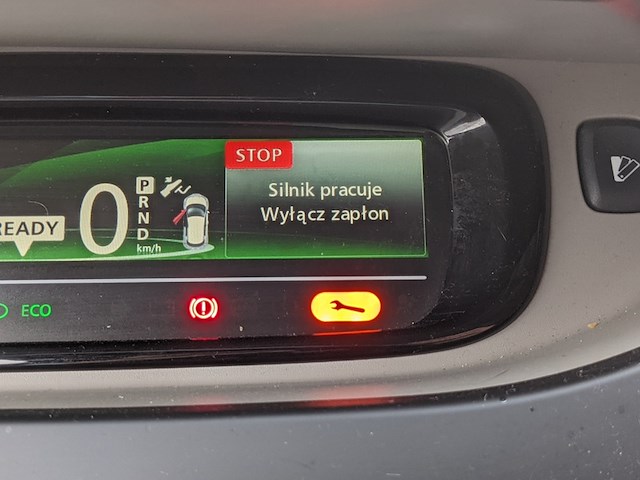 STOP
Silnik pracuje
Wyłącz zapłon
READY
0
P
R
N
D
km/h
ECO